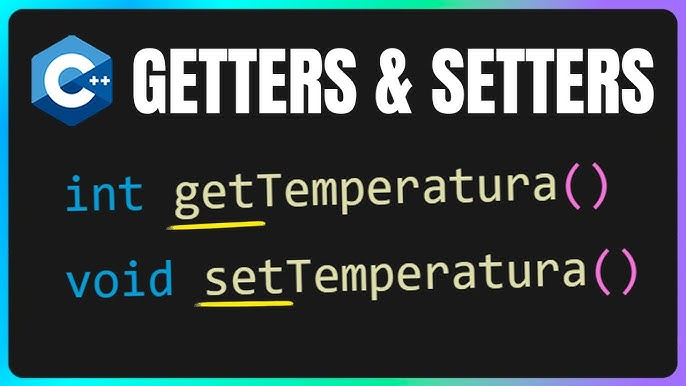 C++ GETTERS & SETTERS
int getTemperatura()
void setTemperatura()